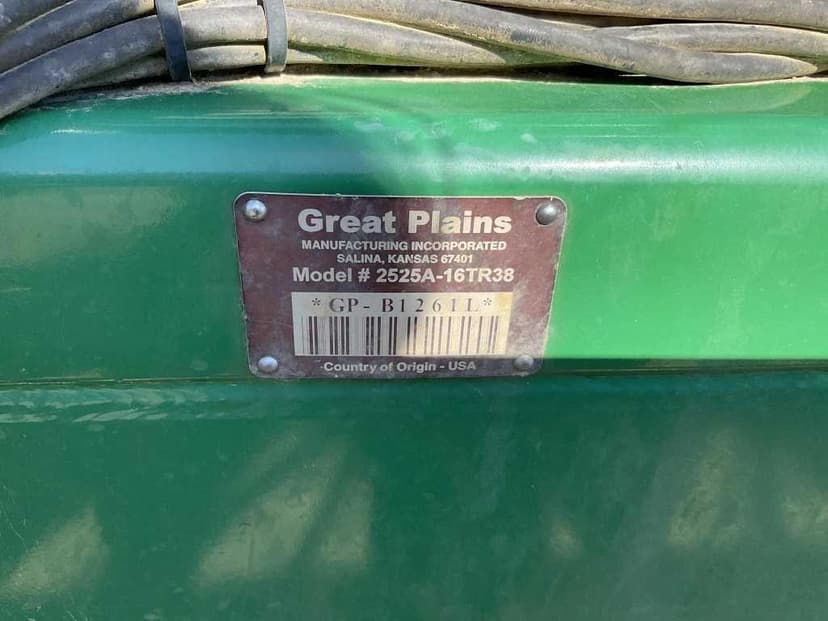 Great Plains
MANUFACTURING INCORPORATED
SALINA, KANSAS 67401
Model # 2525A-16TR38
*GP-B1261L*
Country of Origin - USA